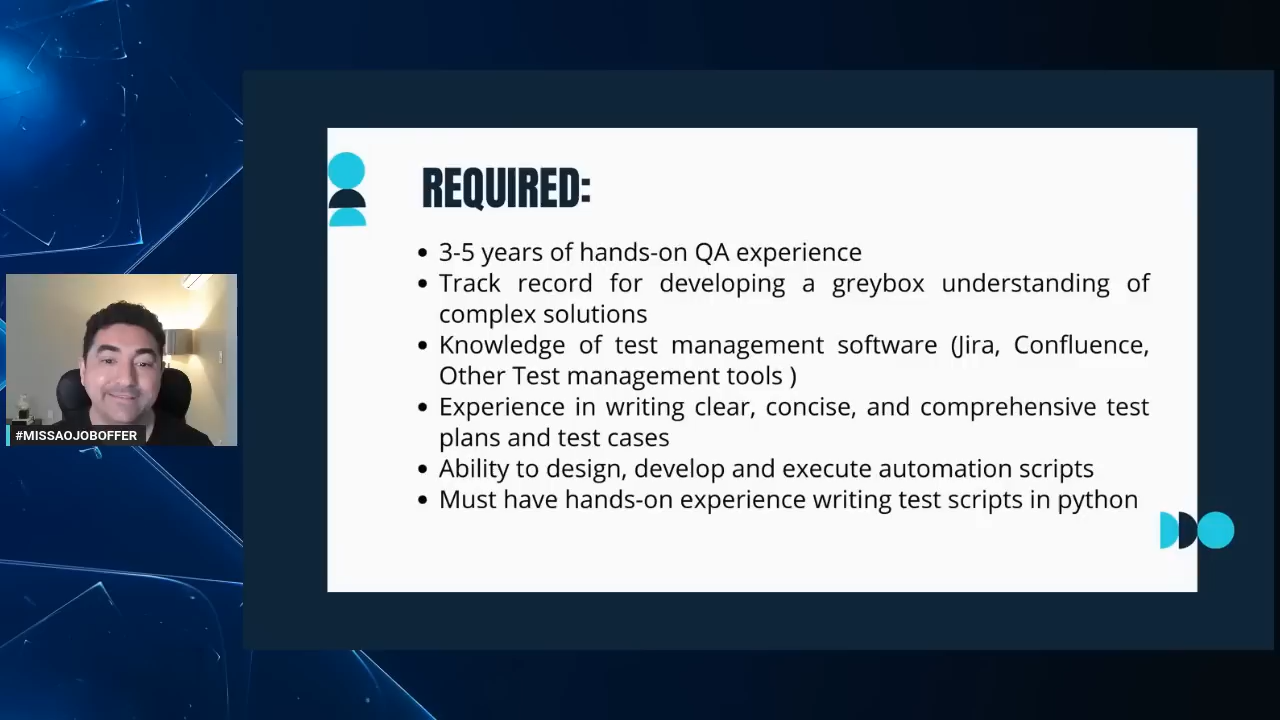 REQUIRED:
• 3-5 years of hands-on QA experience
• Track record for developing a greybox understanding of
complex solutions
• Knowledge of test management software (Jira, Confluence,
Other Test management tools )
• Experience in writing clear, concise, and comprehensive test
plans and test cases
• Ability to design, develop and execute automation scripts
• Must have hands-on experience writing test scripts in python
#MISSAOJOBOFFER